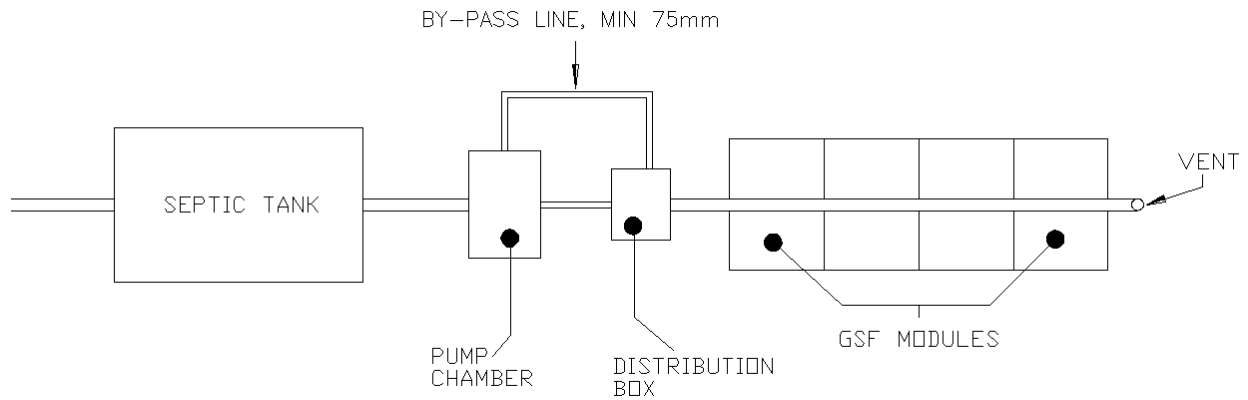 BY-PASS LINE, MIN 75mm
VENT
SEPTIC TANK
GSF MODULES
PUMP
CHAMBER
DISTRIBUTION
BOX